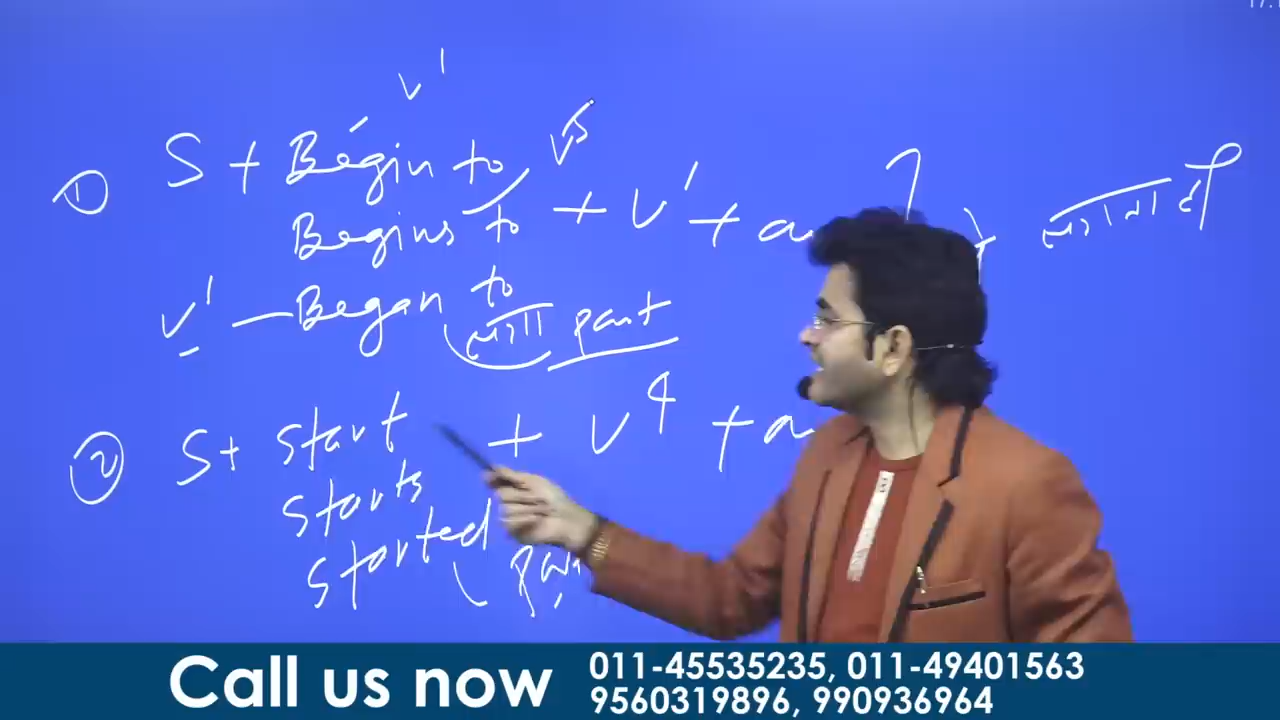 V1
① S + Begin to V5
Begins to + V1 + a
V1 — Began to
लगा part
② S + Start + V4 + a
Starts
Started
Call us now 011-45535235, 011-49401563
9560319896, 990936964